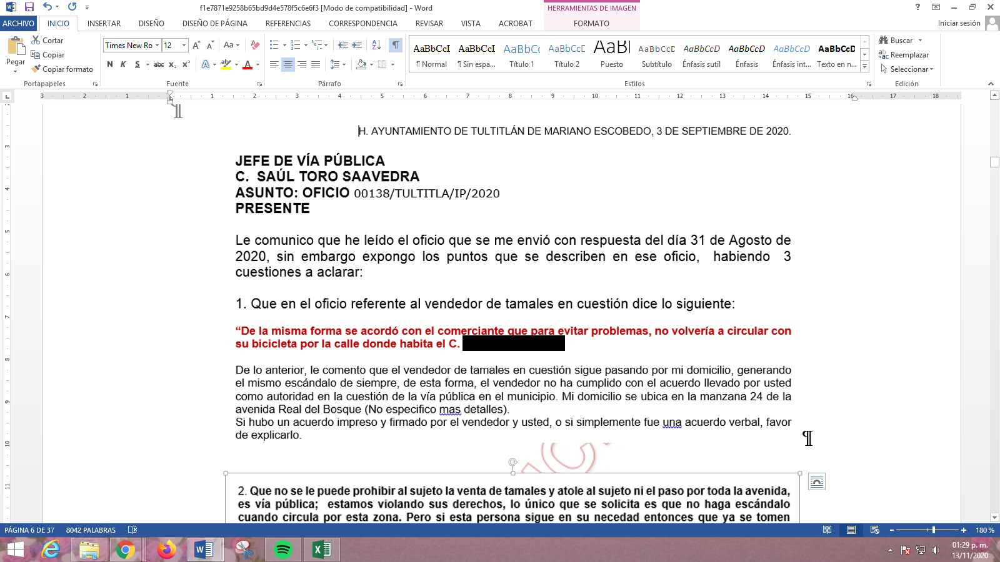 f1e7871e9258b65bd9d4e578f5c6e6f3 [Modo de compatibilidad] - Word
HERRAMIENTAS DE IMAGEN
ARCHIVO INICIO INSERTAR DISEÑO DISEÑO DE PÁGINA REFERENCIAS CORRESPONDENCIA REVISAR VISTA ACROBAT FORMATO Iniciar sesión
Pegar
Cortar
Copiar
Copiar formato
Portapapeles
Times New Ro 12
Aa
N K S abc x₂ x²
Fuente
Párrafo
AaBbCcI AaBbCcI AaBbC AaBbCcD AaB AaBbCcD AaBbCcD AaBbCcD AaBbCcD AaBbCcD
¶ Normal ¶ Sin espa... Título 1 Título 2 Puesto Subtítulo Énfasis sutil Énfasis Énfasis int... Texto en n...
Estilos
Buscar
Reemplazar
Seleccionar
Edición
3 2 1 1 2 3 4 5 6 7 8 9 10 11 12 13 14 15 16 17 18
H. AYUNTAMIENTO DE TULTITLÁN DE MARIANO ESCOBEDO, 3 DE SEPTIEMBRE DE 2020.
JEFE DE VÍA PÚBLICA
C. SAÚL TORO SAAVEDRA
ASUNTO: OFICIO 00138/TULTITLA/IP/2020
PRESENTE
Le comunico que he leído el oficio que se me envió con respuesta del día 31 de Agosto de
2020, sin embargo expongo los puntos que se describen en ese oficio, habiendo 3
cuestiones a aclarar:
1. Que en el oficio referente al vendedor de tamales en cuestión dice lo siguiente:
“De la misma forma se acordó con el comerciante que para evitar problemas, no volvería a circular con
su bicicleta por la calle donde habita el C.
De lo anterior, le comento que el vendedor de tamales en cuestión sigue pasando por mi domicilio, generando
el mismo escándalo de siempre, de esta forma, el vendedor no ha cumplido con el acuerdo llevado por usted
como autoridad en la cuestión de la vía pública en el municipio. Mi domicilio se ubica en la manzana 24 de la
avenida Real del Bosque (No especifico mas detalles).
Si hubo un acuerdo impreso y firmado por el vendedor y usted, o si simplemente fue una acuerdo verbal, favor
de explicarlo.
2. Que no se le puede prohibir al sujeto la venta de tamales y atole al sujeto ni el paso por toda la avenida,
es vía pública; estamos violando sus derechos, lo único que se solicita es que no haga escándalo
cuando circula por esta zona. Pero si esta persona sigue en su necedad entonces que ya se tomen
3
4
5
6
7
8
9
10
11
PÁGINA 6 DE 37 8042 PALABRAS 180 %
01:29 p. m.
13/11/2020